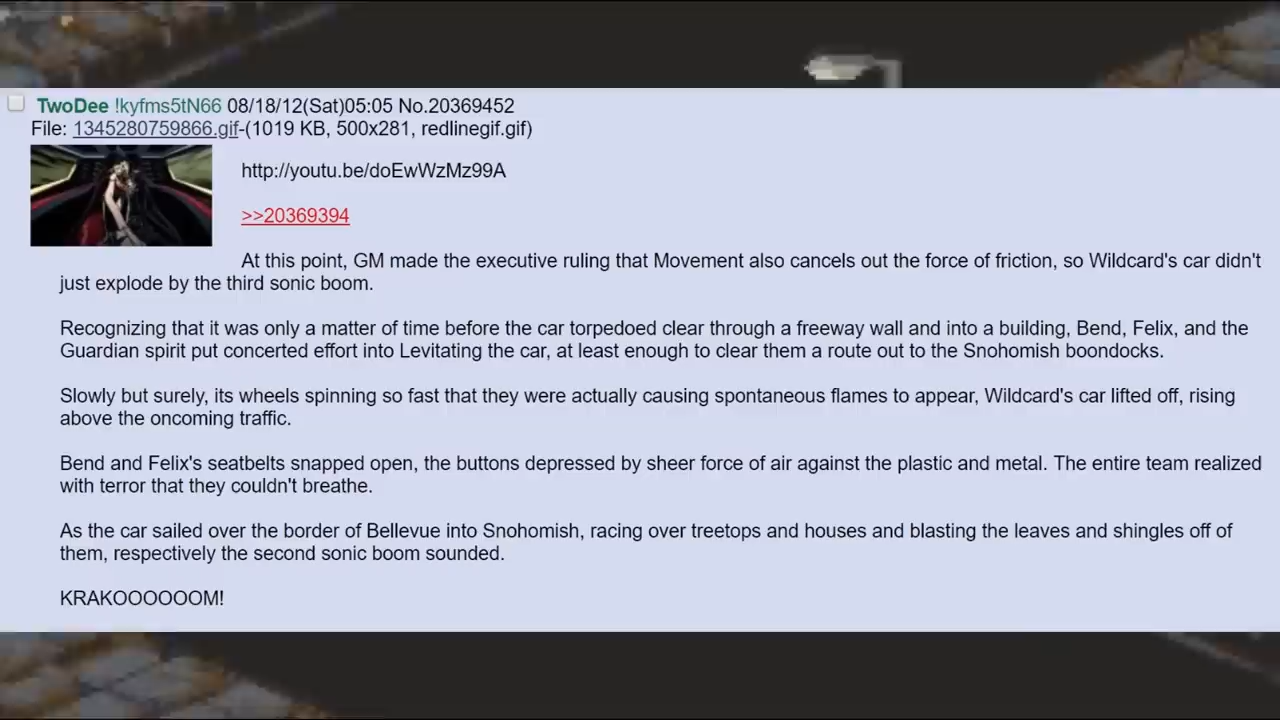 TwoDee !kyfms5tN66 08/18/12(Sat)05:05 No.20369452
File: 1345280759866.gif-(1019 KB, 500x281, redlinegif.gif)
http://youtu.be/doEwWzMz99A
>>20369394
At this point, GM made the executive ruling that Movement also cancels out the force of friction, so Wildcard's car didn't
just explode by the third sonic boom.
Recognizing that it was only a matter of time before the car torpedoed clear through a freeway wall and into a building, Bend, Felix, and the
Guardian spirit put concerted effort into Levitating the car, at least enough to clear them a route out to the Snohomish boondocks.
Slowly but surely, its wheels spinning so fast that they were actually causing spontaneous flames to appear, Wildcard's car lifted off, rising
above the oncoming traffic.
Bend and Felix's seatbelts snapped open, the buttons depressed by sheer force of air against the plastic and metal. The entire team realized
with terror that they couldn't breathe.
As the car sailed over the border of Bellevue into Snohomish, racing over treetops and houses and blasting the leaves and shingles off of
them, respectively the second sonic boom sounded.
KRAKOOOOOOM!